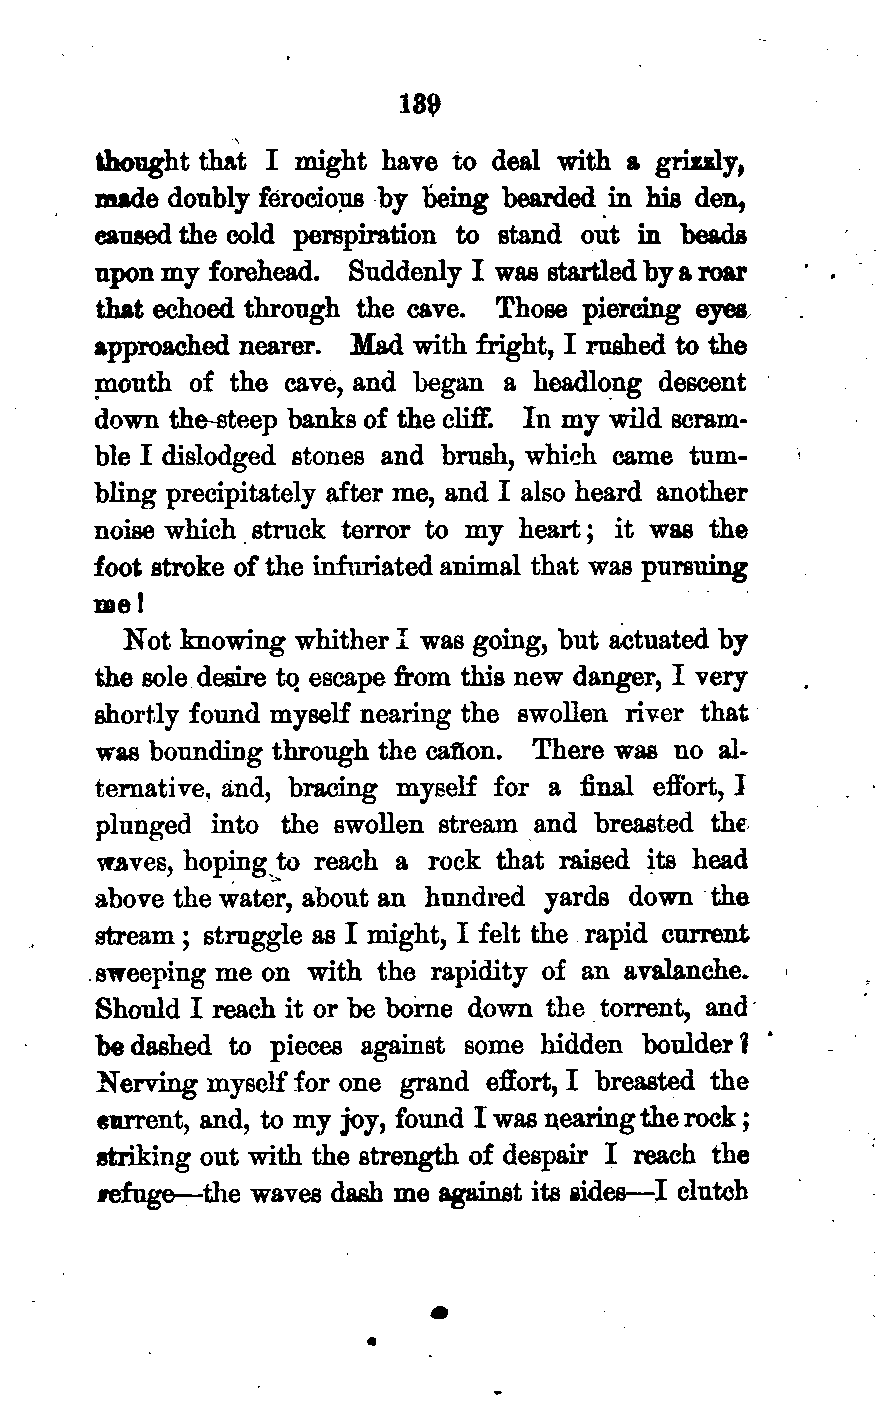 139
thought that I might have to deal with a grizzly,
made doubly ferocious by being bearded in his den,
caused the cold perspiration to stand out in beads
upon my forehead. Suddenly I was startled by a roar
that echoed through the cave. Those piercing eyes
approached nearer. Mad with fright, I rushed to the
mouth of the cave, and began a headlong descent
down the steep banks of the cliff. In my wild scram-
ble I dislodged stones and brush, which came tum-
bling precipitately after me, and I also heard another
noise which struck terror to my heart; it was the
foot stroke of the infuriated animal that was pursuing
me!
Not knowing whither I was going, but actuated by
the sole desire to escape from this new danger, I very
shortly found myself nearing the swollen river that
was bounding through the cañon. There was no al-
ternative, and, bracing myself for a final effort, I
plunged into the swollen stream and breasted the
waves, hoping to reach a rock that raised its head
above the water, about an hundred yards down the
stream; struggle as I might, I felt the rapid current
sweeping me on with the rapidity of an avalanche.
Should I reach it or be borne down the torrent, and
be dashed to pieces against some hidden boulder?
Nerving myself for one grand effort, I breasted the
current, and, to my joy, found I was nearing the rock;
striking out with the strength of despair I reach the
refuge—the waves dash me against its sides—I clutch